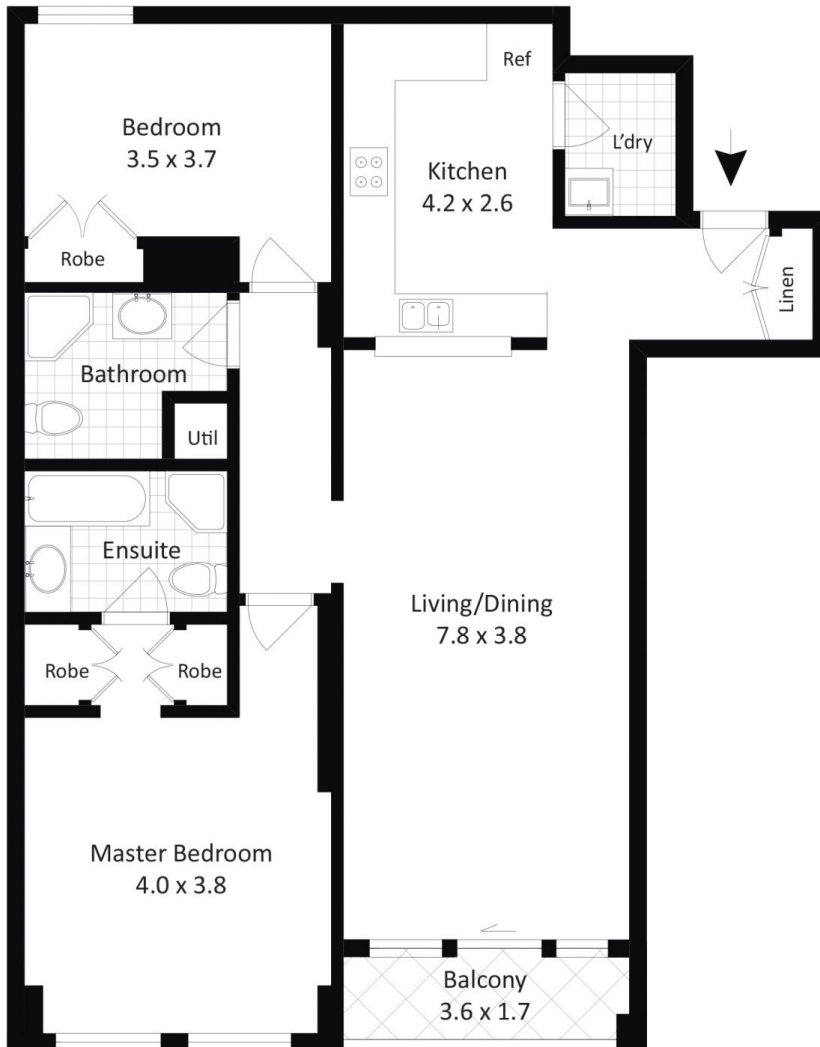 Ref
Bedroom
3.5 x 3.7
Kitchen
4.2 x 2.6
L'dry
Robe
Linen
Bathroom
Util
Ensuite
Robe
Robe
Living/Dining
7.8 x 3.8
Master Bedroom
4.0 x 3.8
Balcony
3.6 x 1.7